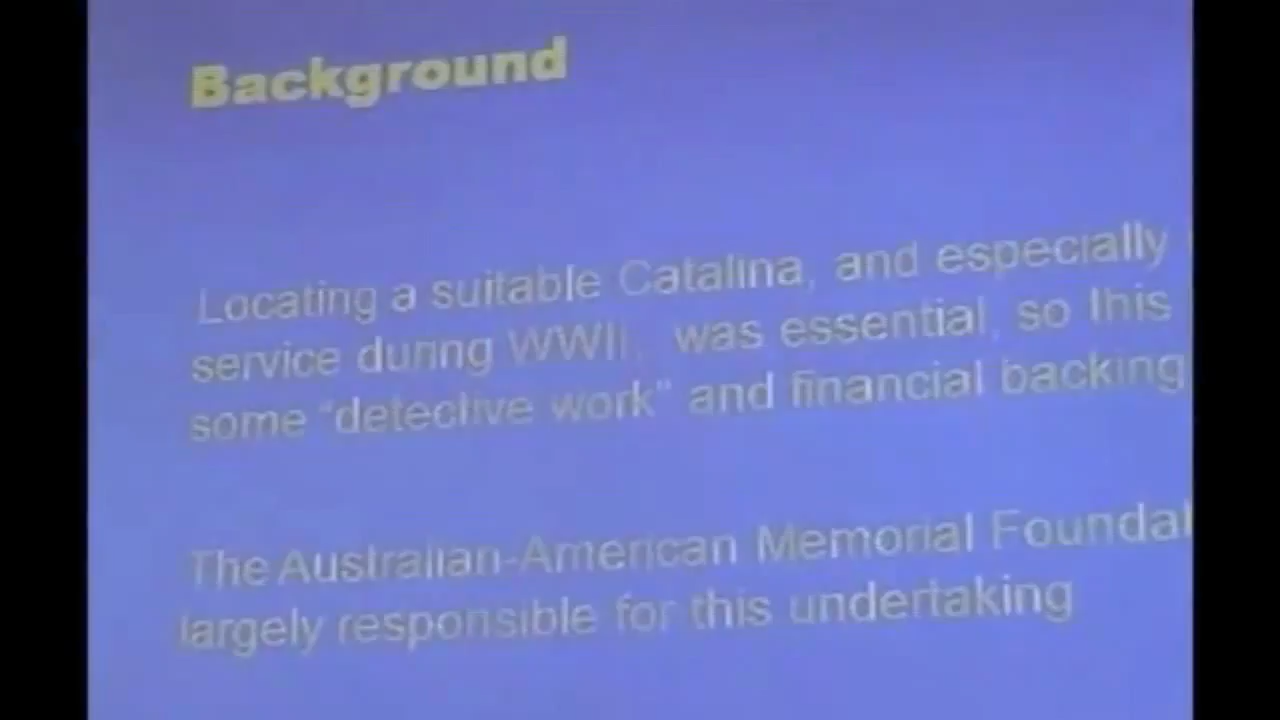 Background
Locating a suitable Catalina, and especially
service during WWII, was essential, so this
some "detective work" and financial backing
The Australian-American Memorial
largely responsible for this undertaking